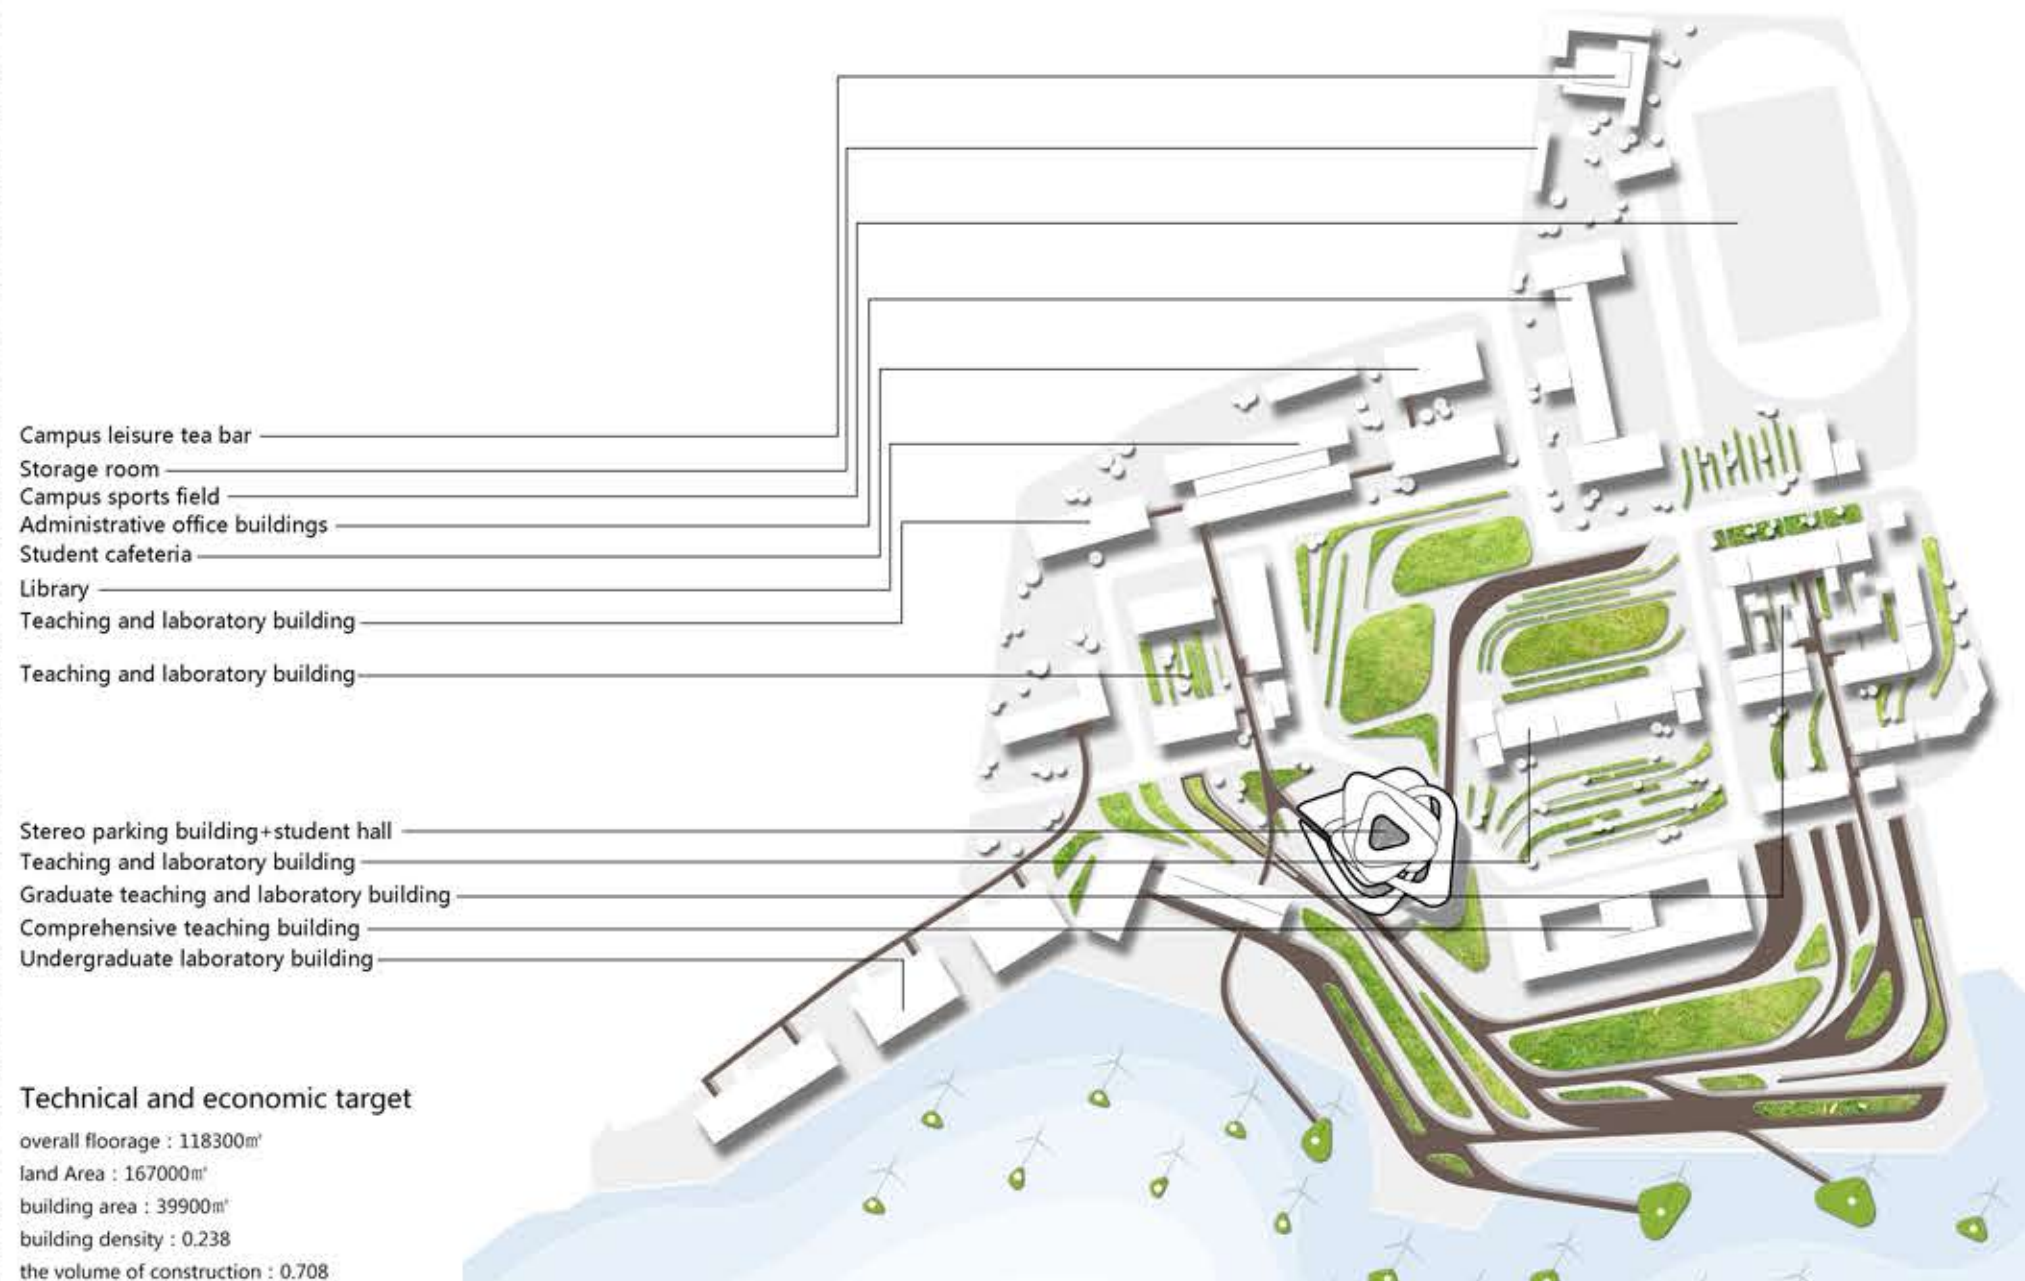 Campus leisure tea bar
Storage room
Campus sports field
Administrative office buildings
Student cafeteria
Library
Teaching and laboratory building
Teaching and laboratory building
Stereo parking building+student hall
Teaching and laboratory building
Graduate teaching and laboratory building
Comprehensive teaching building
Undergraduate laboratory building
Technical and economic target
overall floorage : 118300㎡
land Area : 167000㎡
building area : 39900㎡
building density : 0.238
the volume of construction : 0.708